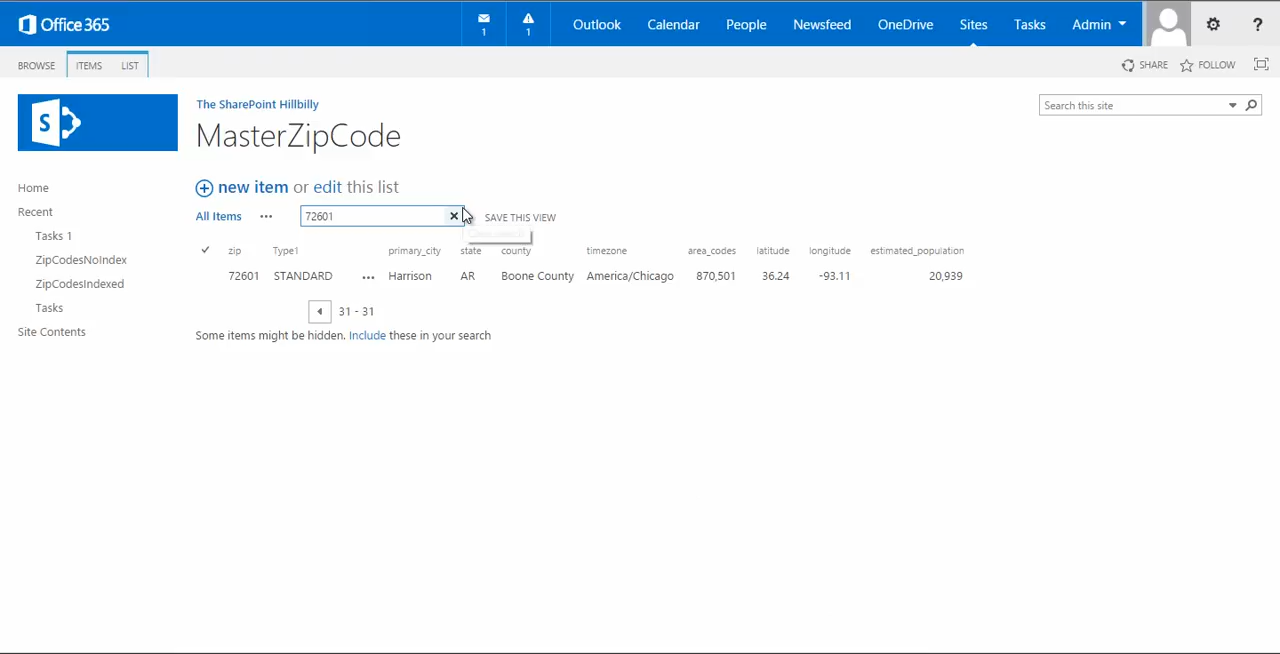 Office 365 1 1 Outlook Calendar People Newsfeed OneDrive Sites Tasks Admin ?
BROWSE ITEMS LIST SHARE FOLLOW
S
The SharePoint Hillbilly
Search this site
MasterZipCode
Home
Recent
Tasks 1
ZipCodesNoIndex
ZipCodesIndexed
Tasks
Site Contents
new item or edit this list
All Items ... 72601 SAVE THIS VIEW
zip Type1 primary_city state county timezone area_codes latitude longitude estimated_population
72601 STANDARD ... Harrison AR Boone County America/Chicago 870,501 36.24 -93.11 20,939
31 - 31
Some items might be hidden. Include these in your search